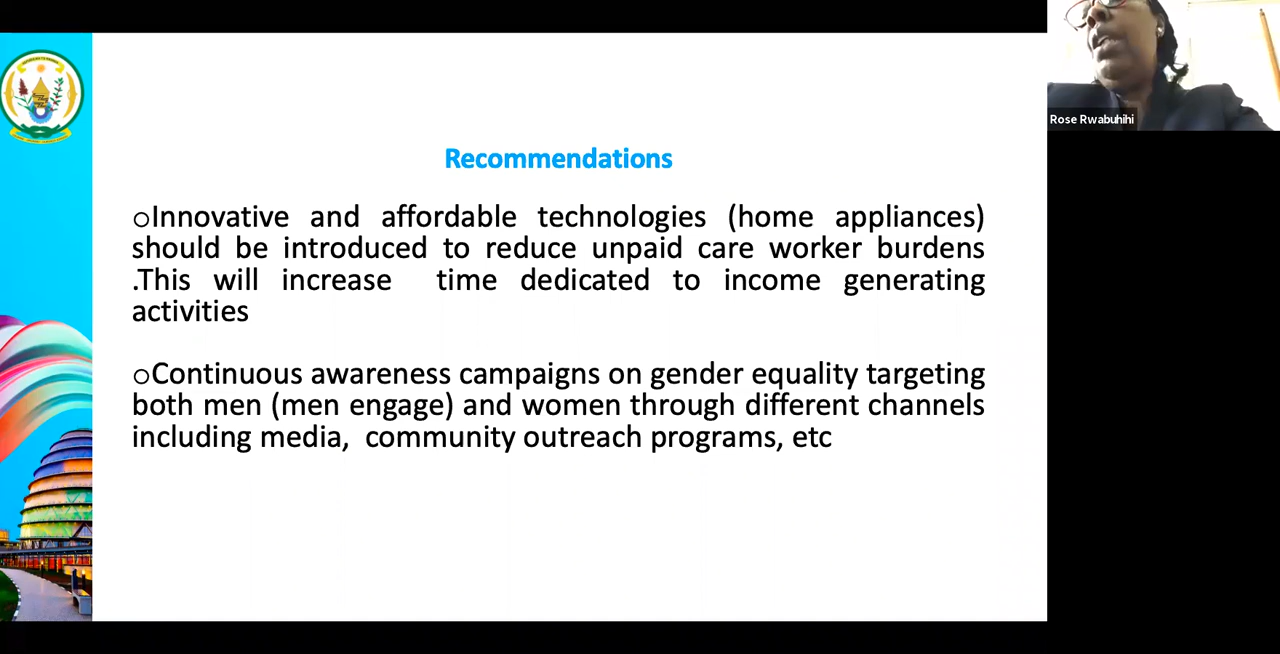 Rose Rwabuhihi
Recommendations
○Innovative and affordable technologies (home appliances)
should be introduced to reduce unpaid care worker burdens
.This will increase time dedicated to income generating
activities
○Continuous awareness campaigns on gender equality targeting
both men (men engage) and women through different channels
including media, community outreach programs, etc